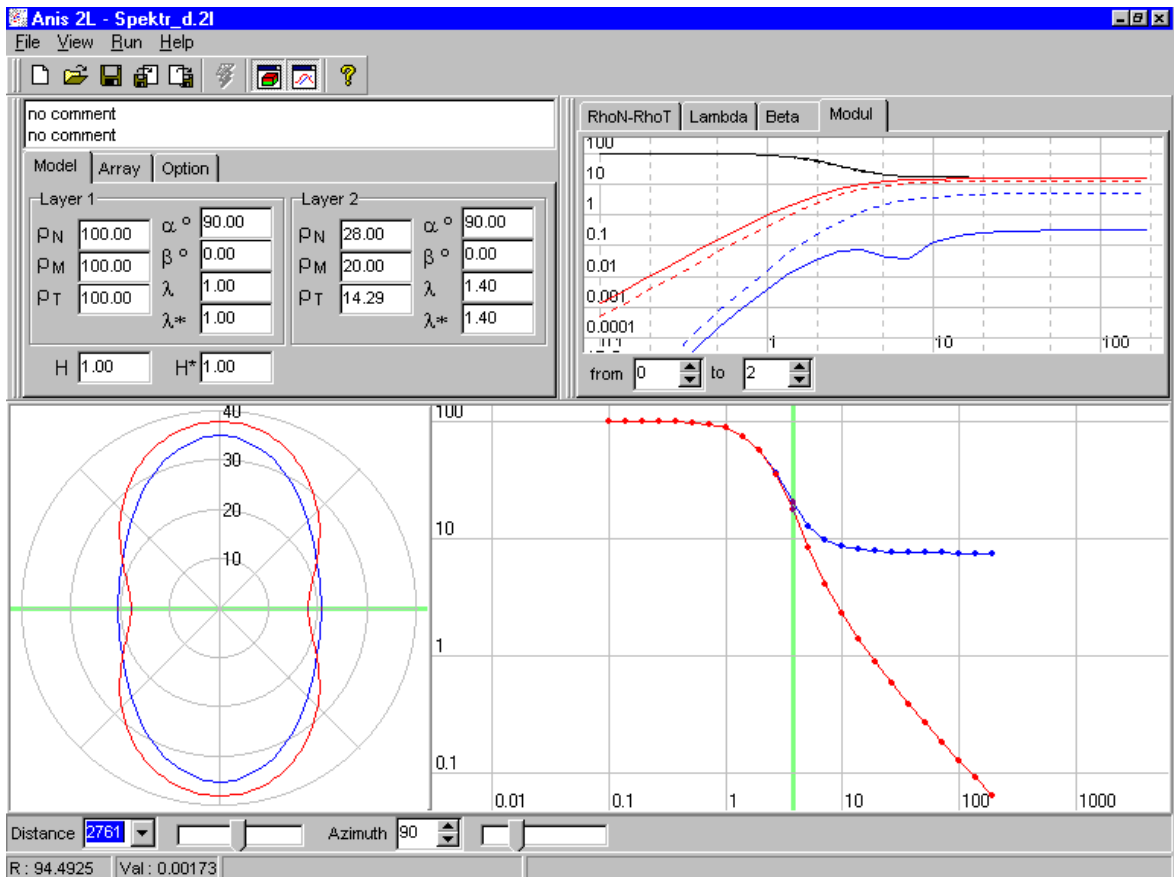 Anis 2L - Spektr_d.2l
File View Run Help
no comment
no comment
Model Array Option
Layer 1
ρN 100.00 α° 90.00
ρM 100.00 β° 0.00
ρT 100.00 λ 1.00
λ* 1.00
Layer 2
ρN 28.00 α° 90.00
ρM 20.00 β° 0.00
ρT 14.29 λ 1.40
λ* 1.40
H 1.00 H* 1.00
RhoN-RhoT Lambda Beta Modul
100
10
1
0.1
0.01
0.001
0.0001
0.1 1 10 100
from 0 to 2
40
30
20
10
100
10
1
0.1
0.01 0.1 1 10 100 1000
Distance 2761 Azimuth 90
R : 94.4925 Val : 0.00173